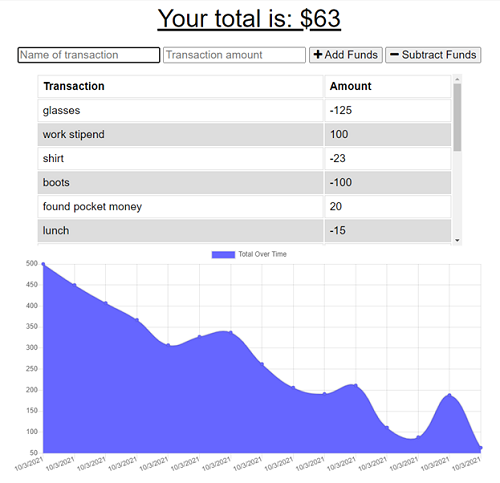 Your total is: $63
Name of transaction Transaction amount + Add Funds − Subtract Funds
Transaction Amount
glasses -125
work stipend 100
shirt -23
boots -100
found pocket money 20
lunch -15
Total Over Time
500
450
400
350
300
250
200
150
100
50
10/3/2021 10/3/2021 10/3/2021 10/3/2021 10/3/2021 10/3/2021 10/3/2021 10/3/2021 10/3/2021 10/3/2021 10/3/2021 10/3/2021 10/3/2021 10/3/2021 10/3/2021